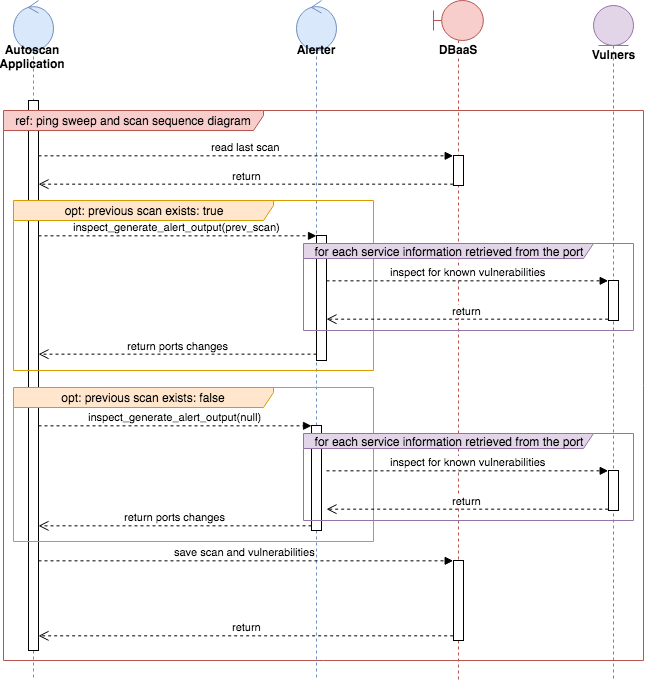 Autoscan
Application
Alerter
DBaaS
Vulners
ref: ping sweep and scan sequence diagram
read last scan
return
opt: previous scan exists: true
inspect_generate_alert_output(prev_scan)
for each service information retrieved from the port
inspect for known vulnerabilities
return
return ports changes
opt: previous scan exists: false
inspect_generate_alert_output(null)
for each service information retrieved from the port
inspect for known vulnerabilities
return
return ports changes
save scan and vulnerabilities
return